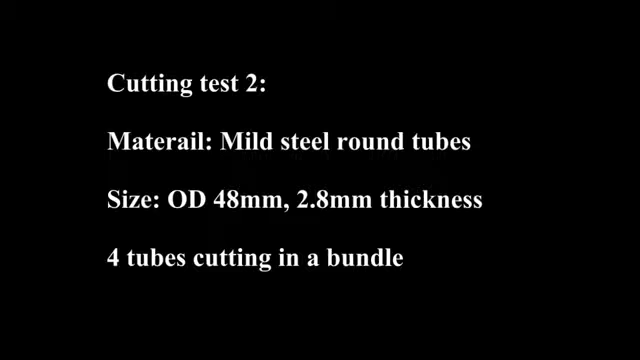 Cutting test 2:
Materail: Mild steel round tubes
Size: OD 48mm, 2.8mm thickness
4 tubes cutting in a bundle